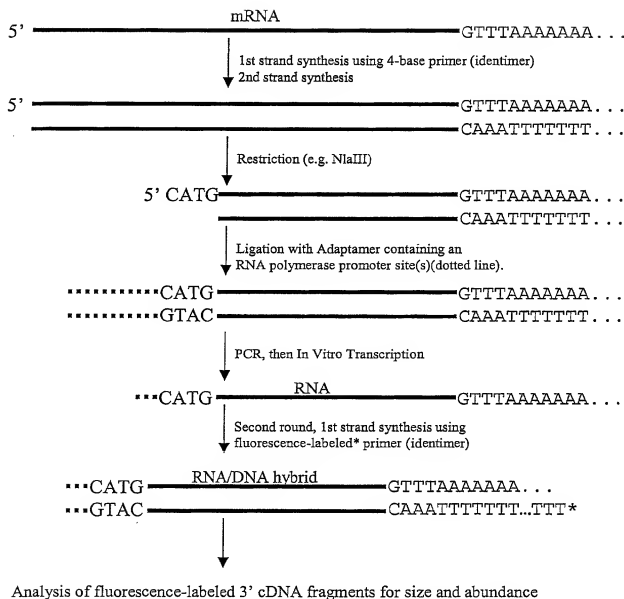 mRNA
5' GTTTAAAAAAA...
1st strand synthesis using 4-base primer (identimer)
2nd strand synthesis
5' GTTTAAAAAAA...
CAAATTTTTTT...
Restriction (e.g. NlaIII)
5' CATG GTTTAAAAAAA...
CAAATTTTTTT...
Ligation with Adaptamer containing an
RNA polymerase promoter site(s)(dotted line).
CATG GTTTAAAAAAA...
GTAC CAAATTTTTTT...
PCR, then In Vitro Transcription
RNA
CATG GTTTAAAAAAA...
Second round, 1st strand synthesis using
fluorescence-labeled* primer (identimer)
RNA/DNA hybrid
CATG GTTTAAAAAAA...
GTAC CAAATTTTTTT...TTT*
Analysis of fluorescence-labeled 3' cDNA fragments for size and abundance